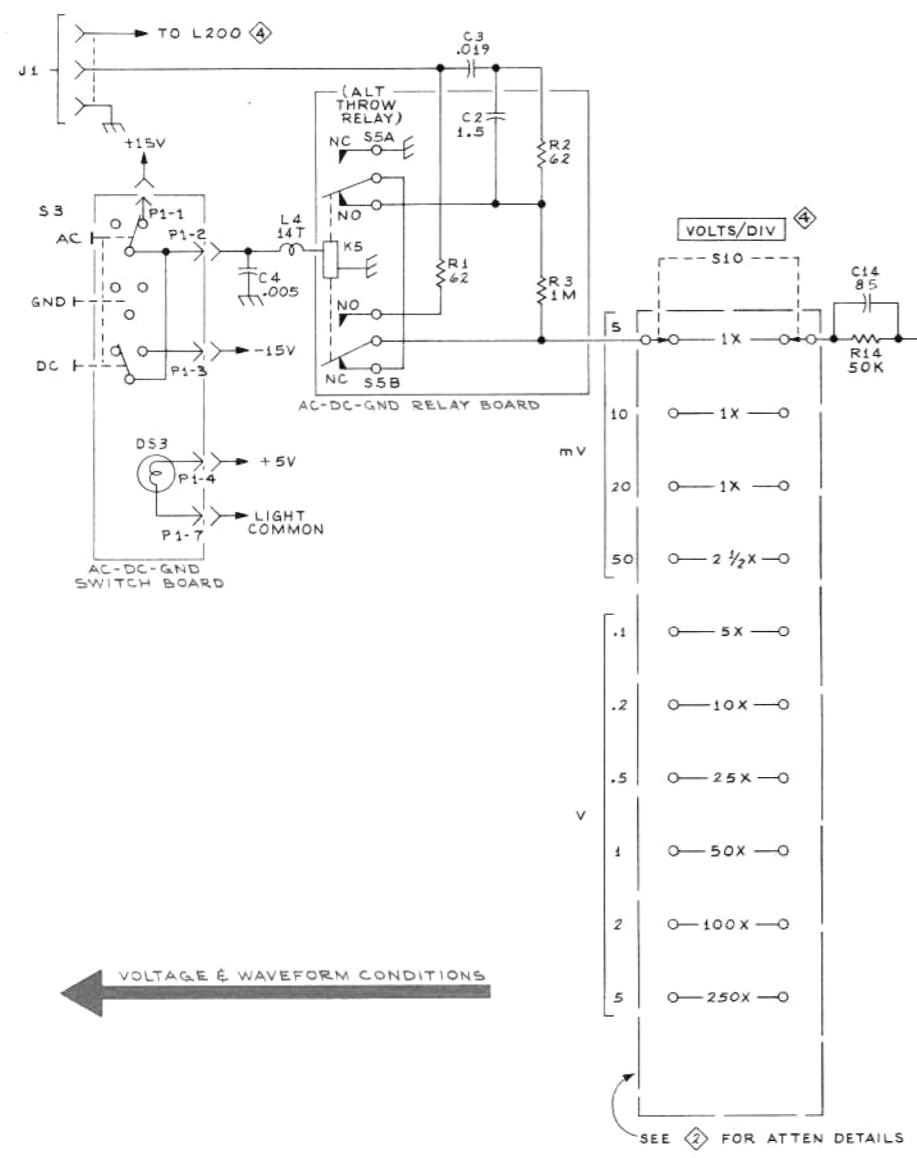 TO L200 4
J1
C3
.019
(ALT
THROW
RELAY)
C2
1.5
NC S5A
R2
62
+15V
S3
P1-1
AC
P1-2
L4
14T
NO
K5
VOLTS/DIV 4
S10
C14
85
C4
.005
R1
62
R3
1M
GND
NO
5
1X
R14
50K
DC
P1-3
-15V
NC S5B
AC-DC-GND RELAY BOARD
10
1X
DS3
mV
+5V
P1-4
20
1X
LIGHT
COMMON
P1-7
50
2 1/2X
AC-DC-GND
SWITCH BOARD
.1
5X
.2
10X
.5
25X
V
1
50X
2
100X
VOLTAGE & WAVEFORM CONDITIONS
5
250X
SEE 2 FOR ATTEN DETAILS